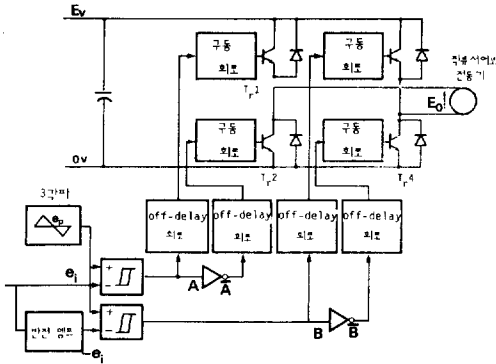 Ev
구동
회로
구동
회로
직류 서어보
전동기
Tr1
E0
구동
회로
구동
회로
0v
Tr2
Tr4
3각파
ep
off-delay
회로
off-delay
회로
off-delay
회로
off-delay
회로
ei
+
-
A
A̅
+
-
B
B̅
반전 앰프
-ei